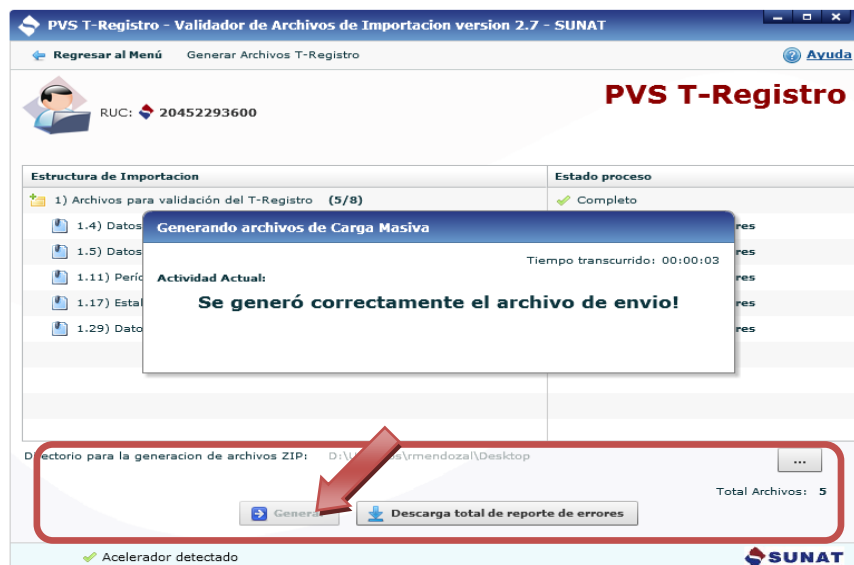 PVS T-Registro - Validador de Archivos de Importacion version 2.7 - SUNAT
Regresar al Menú Generar Archivos T-Registro Ayuda
PVS T-Registro
RUC: 20452293600
Estructura de Importacion Estado proceso
1) Archivos para validación del T-Registro (5/8) Completo
1.4) Datos res
1.5) Datos res
1.11) Perío res
1.17) Estal res
1.29) Dato res
Generando archivos de Carga Masiva
Tiempo transcurrido: 00:00:03
Actividad Actual:
Se generó correctamente el archivo de envio!
Directorio para la generacion de archivos ZIP: \rmendozal\Desktop ...
Total Archivos: 5
Descarga total de reporte de errores
Acelerador detectado SUNAT